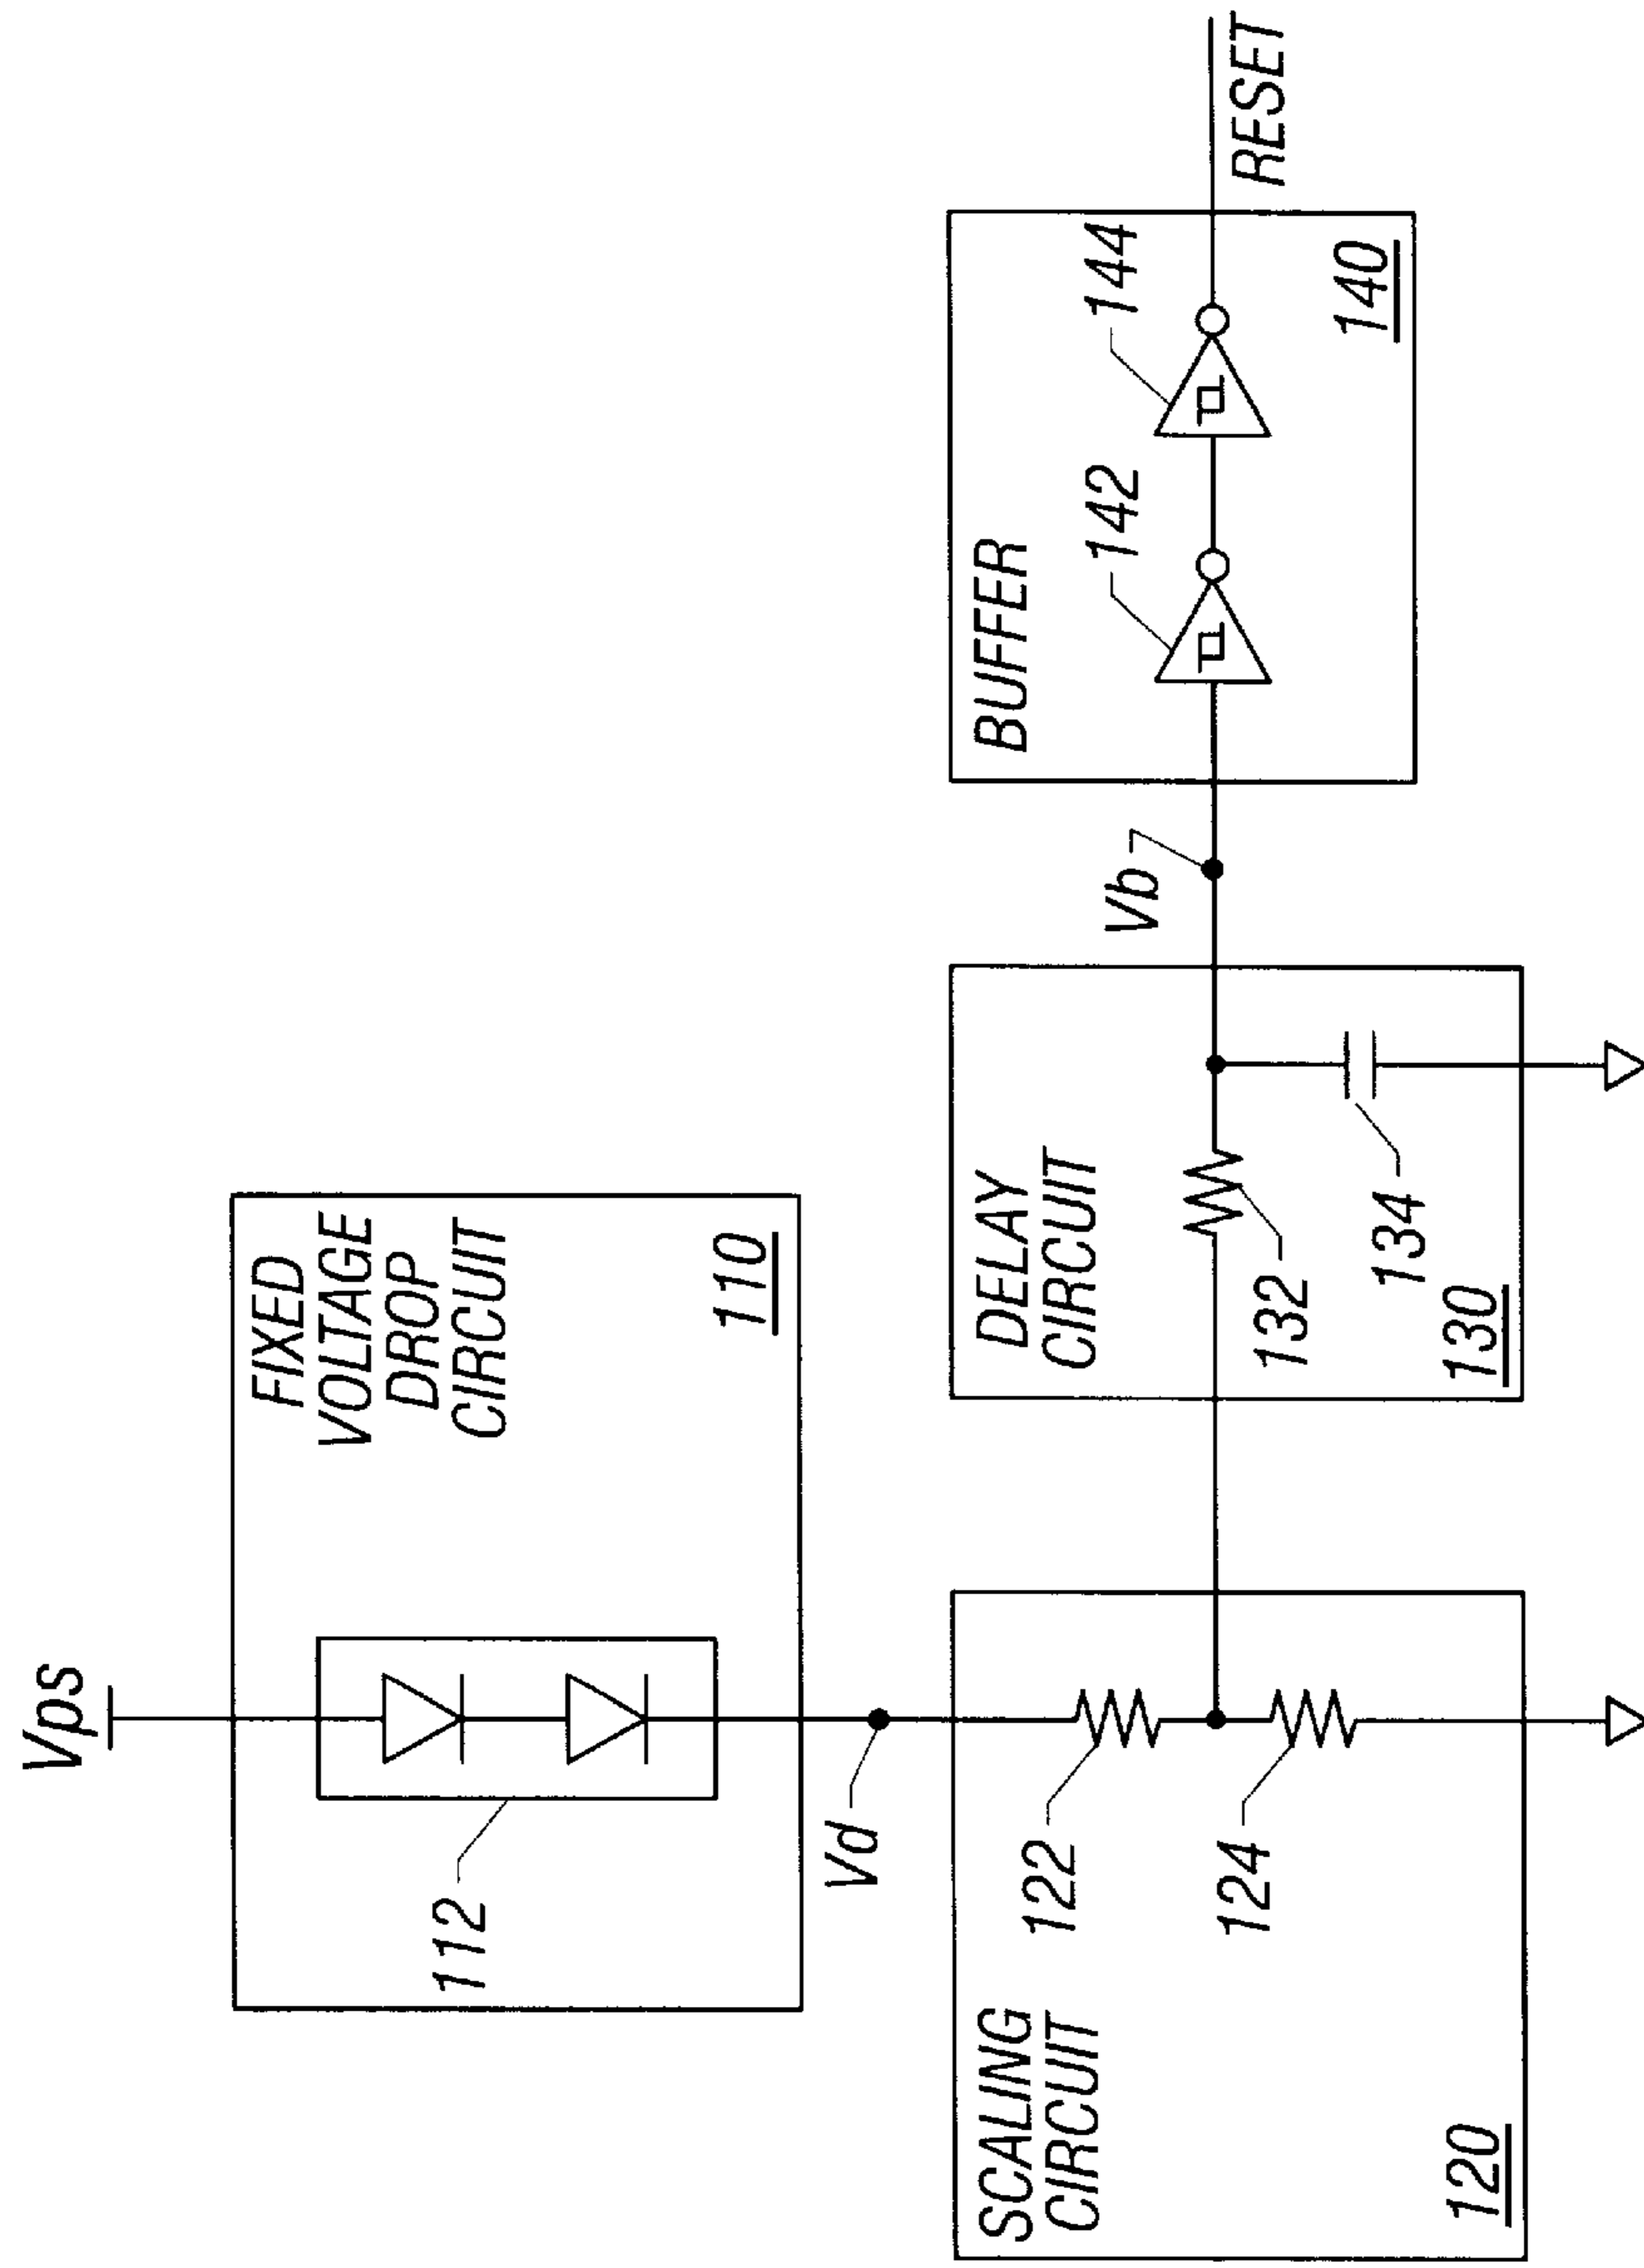 Vps
FIXED
VOLTAGE
DROP
CIRCUIT
112
110
Vd
SCALING
CIRCUIT
122
124
120
DELAY
CIRCUIT
132
134
130
Vb
BUFFER
142
144
140
RESET